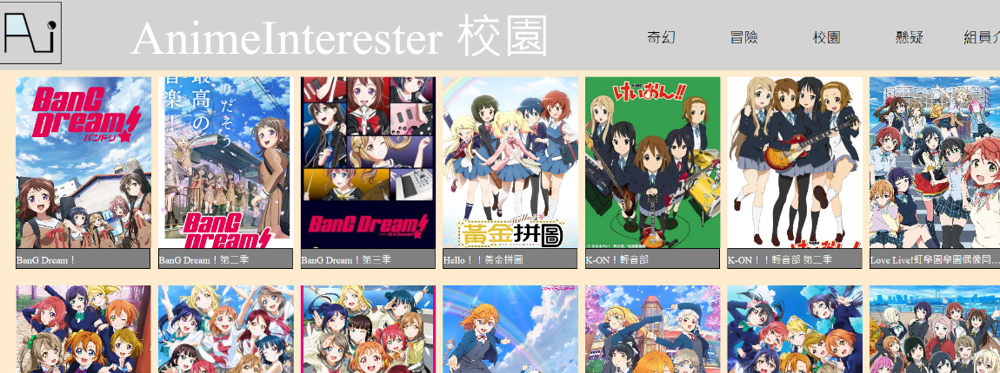 Ai
AnimeInterester 校園
奇幻
冒險
校園
懸疑
組員介
BanG Dream!
バンドリ
りだそう
最高の
音楽!
BanG Dream!
BanG Dream!
Hello!!
黃金拼圖
けいおん!!
BanG Dream!
BanG Dream!第二季
BanG Dream!第三季
Hello!!黃金拼圖
K-ON!輕音部
K-ON!!輕音部 第二季
Love Live!虹學園學園偶像同...